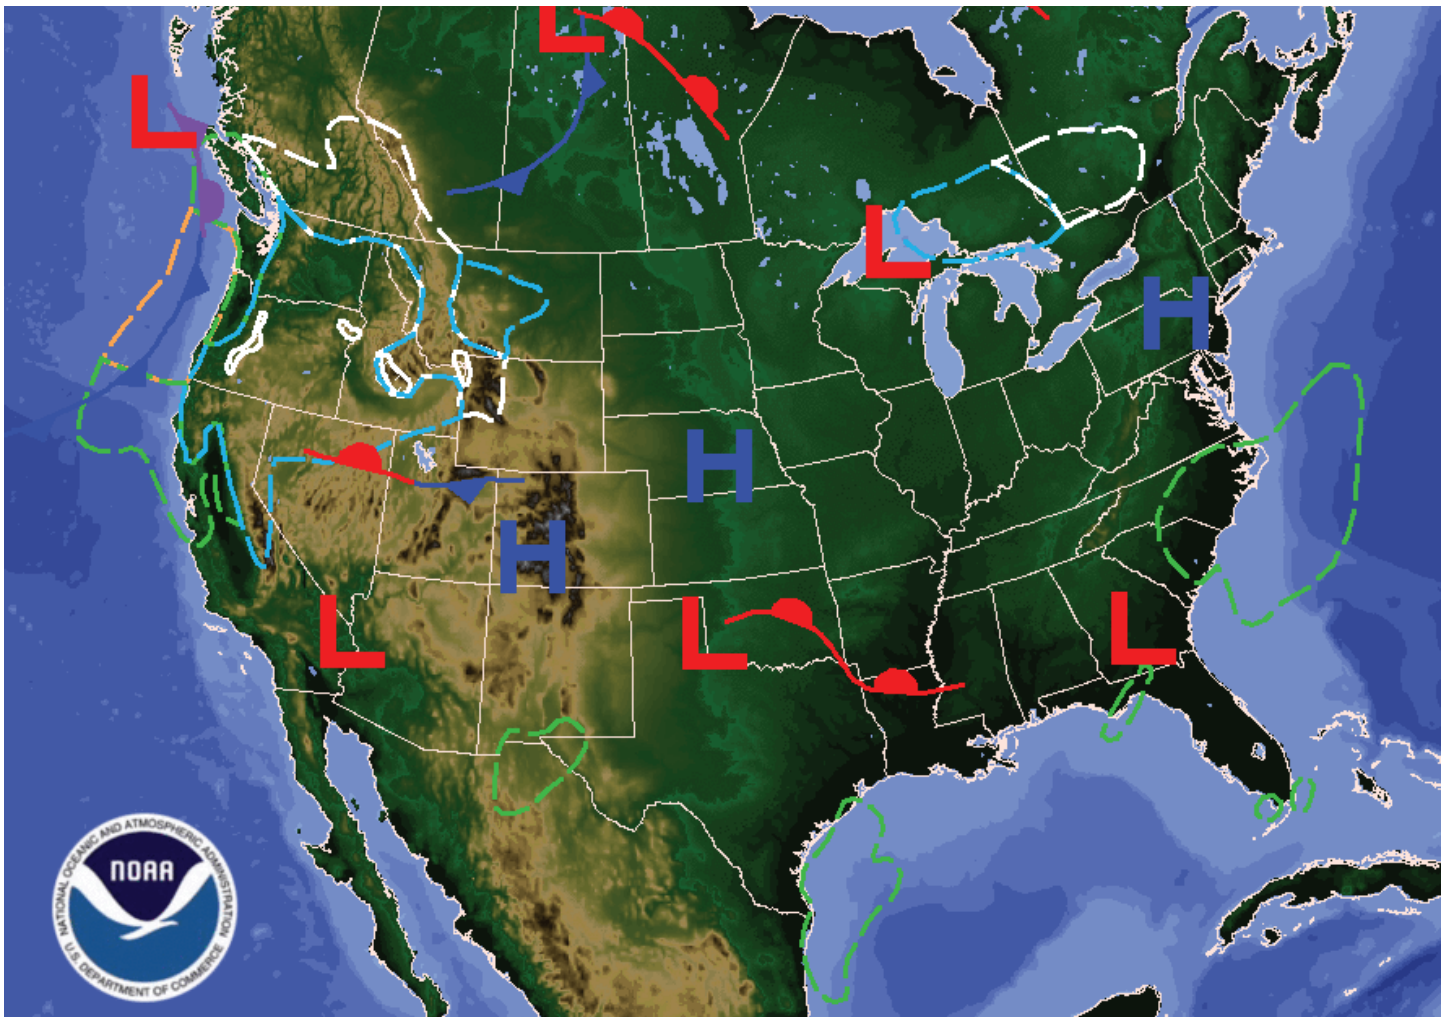 L
L
L
H
H
H
L
L
L
NATIONAL OCEANIC AND ATMOSPHERIC ADMINISTRATION
NOAA
U.S. DEPARTMENT OF COMMERCE